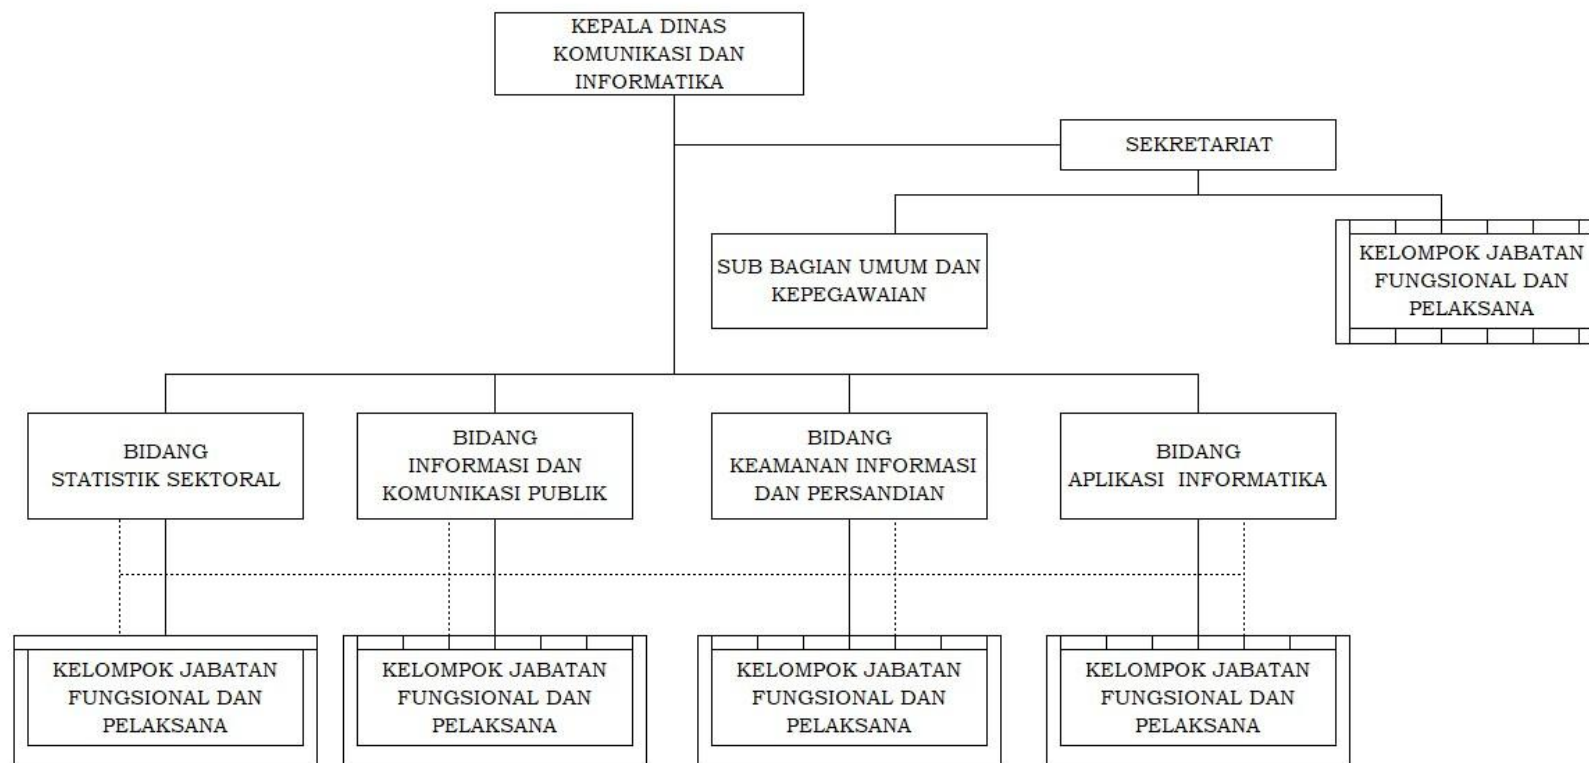 KEPALA DINAS
KOMUNIKASI DAN
INFORMATIKA
SEKRETARIAT
SUB BAGIAN UMUM DAN
KEPEGAWAIAN
KELOMPOK JABATAN
FUNGSIONAL DAN
PELAKSANA
BIDANG
STATISTIK SEKTORAL
BIDANG
INFORMASI DAN
KOMUNIKASI PUBLIK
BIDANG
KEAMANAN INFORMASI
DAN PERSANDIAN
BIDANG
APLIKASI INFORMATIKA
KELOMPOK JABATAN
FUNGSIONAL DAN
PELAKSANA
KELOMPOK JABATAN
FUNGSIONAL DAN
PELAKSANA
KELOMPOK JABATAN
FUNGSIONAL DAN
PELAKSANA
KELOMPOK JABATAN
FUNGSIONAL DAN
PELAKSANA